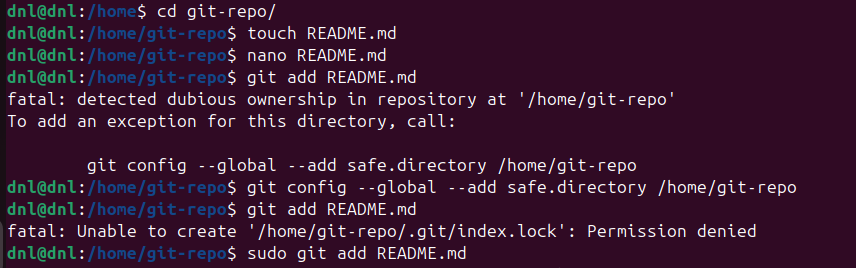 dnl@dnl:/home$ cd git-repo/
dnl@dnl:/home/git-repo$ touch README.md
dnl@dnl:/home/git-repo$ nano README.md
dnl@dnl:/home/git-repo$ git add README.md
fatal: detected dubious ownership in repository at '/home/git-repo'
To add an exception for this directory, call:
git config --global --add safe.directory /home/git-repo
dnl@dnl:/home/git-repo$ git config --global --add safe.directory /home/git-repo
dnl@dnl:/home/git-repo$ git add README.md
fatal: Unable to create '/home/git-repo/.git/index.lock': Permission denied
dnl@dnl:/home/git-repo$ sudo git add README.md